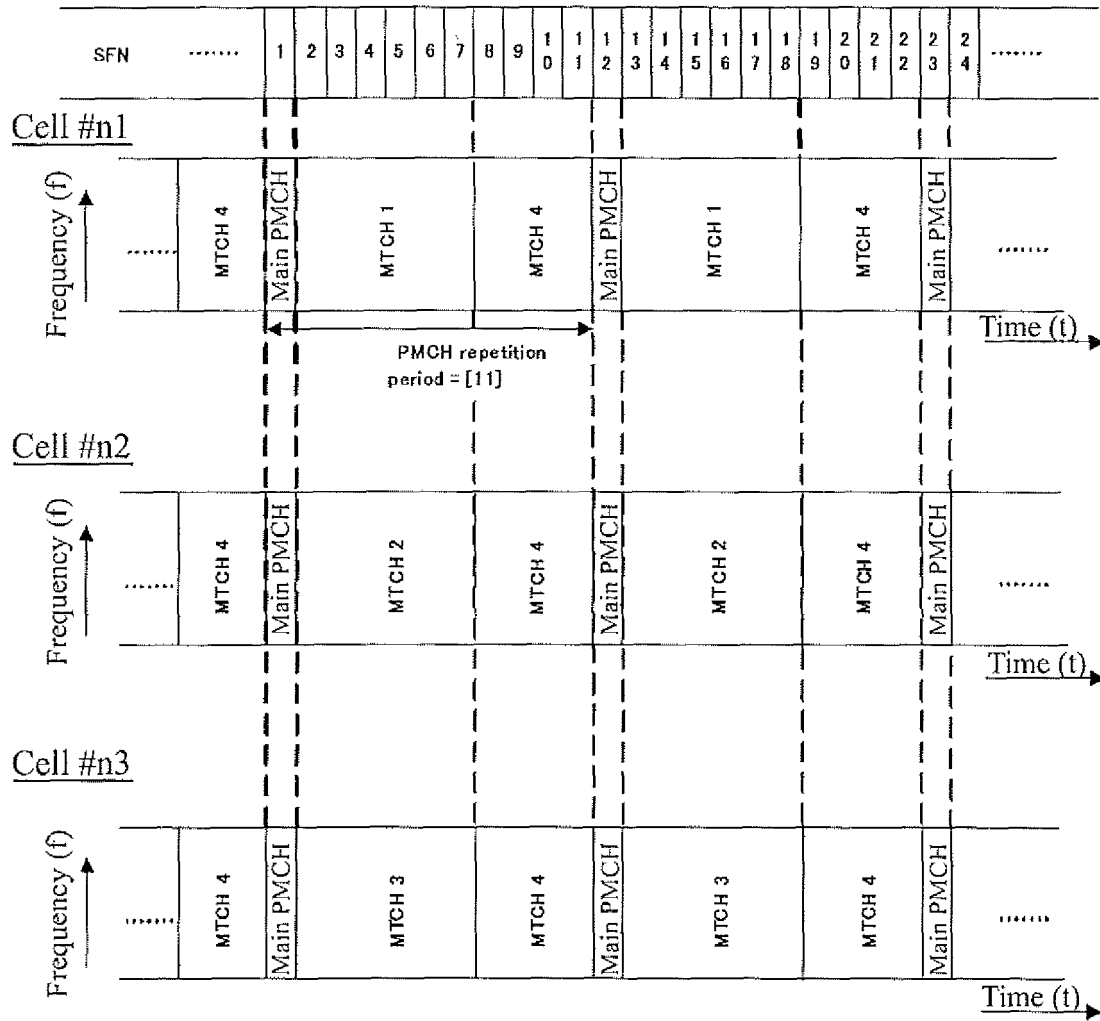 SFN ....... 1 2 3 4 5 6 7 8 9 10 11 12 13 14 15 16 17 18 19 20 21 22 23 24 .......
Cell #n1
Frequency (f)
....... MTCH 4 Main PMCH MTCH 1 MTCH 4 Main PMCH MTCH 1 MTCH 4 Main PMCH .......
Time (t)
PMCH repetition
period = [11]
Cell #n2
Frequency (f)
....... MTCH 4 Main PMCH MTCH 2 MTCH 4 Main PMCH MTCH 2 MTCH 4 Main PMCH .......
Time (t)
Cell #n3
Frequency (f)
....... MTCH 4 Main PMCH MTCH 3 MTCH 4 Main PMCH MTCH 3 MTCH 4 Main PMCH .......
Time (t)